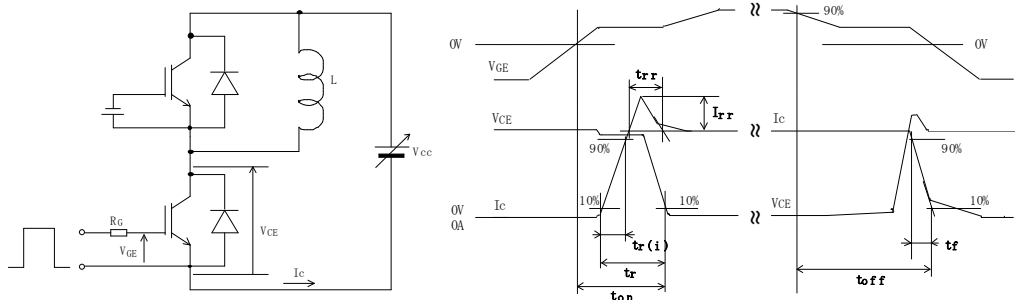 L
Vcc
RG
VGE
VCE
Ic
90%
0V
0V
VGE
trr
Irr
VCE
Ic
90%
90%
10%
10%
Ic
VCE
10%
0V
0A
tr(i)
tf
tr
toff
ton